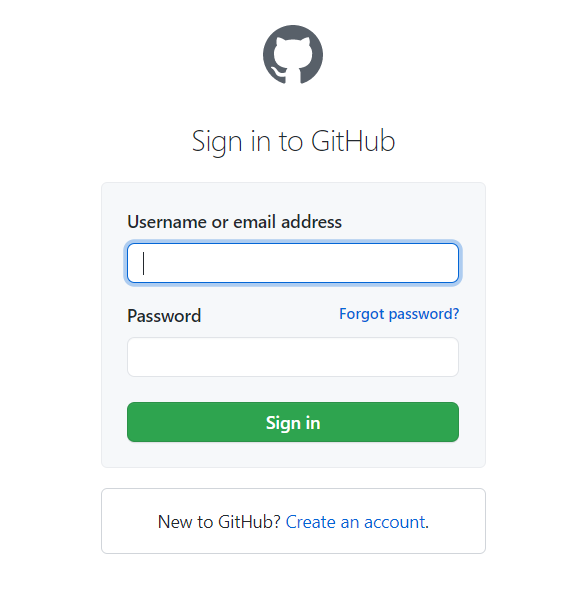 Sign in to GitHub
Username or email address
Password Forgot password?
Sign in
New to GitHub? Create an account.